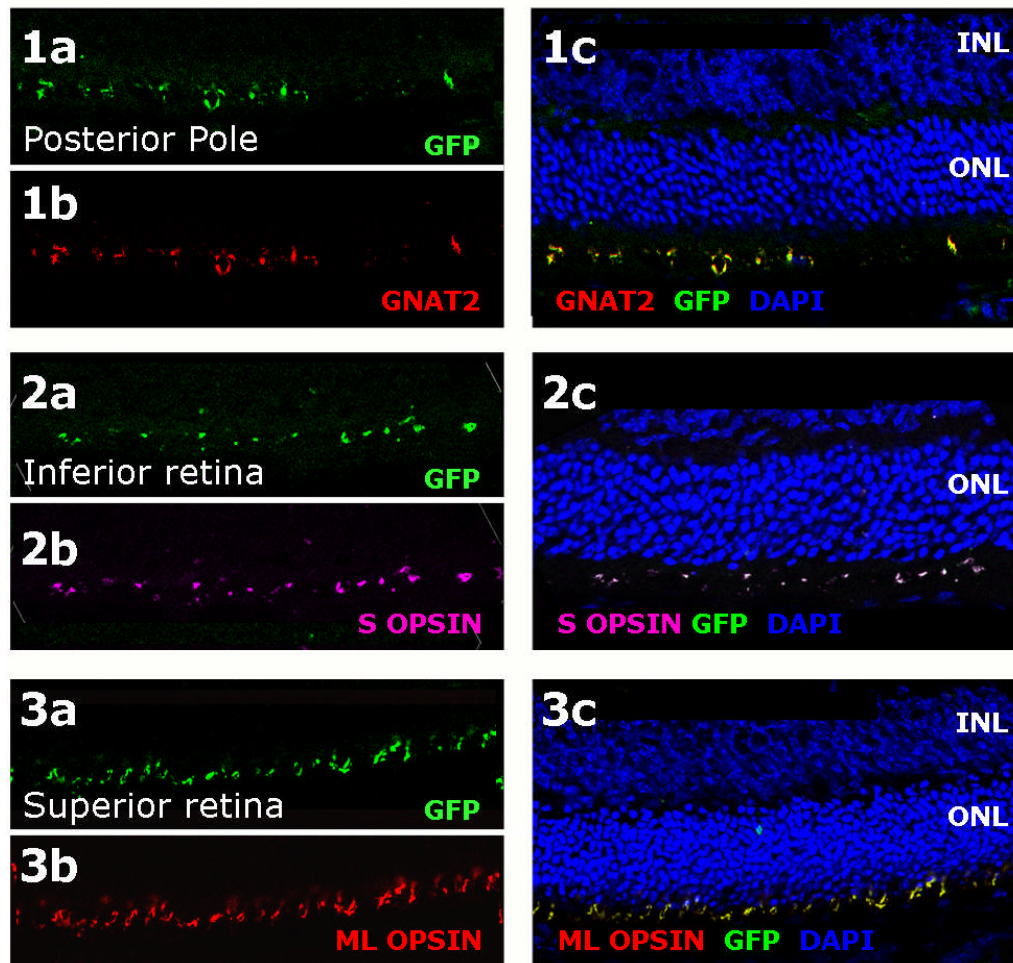 1a
Posterior Pole
GFP
1b
GNAT2
1c
INL
ONL
GNAT2 GFP DAPI
2a
Inferior retina
GFP
2b
S OPSIN
2c
ONL
S OPSIN GFP DAPI
3a
Superior retina
GFP
3b
ML OPSIN
3c
INL
ONL
ML OPSIN GFP DAPI